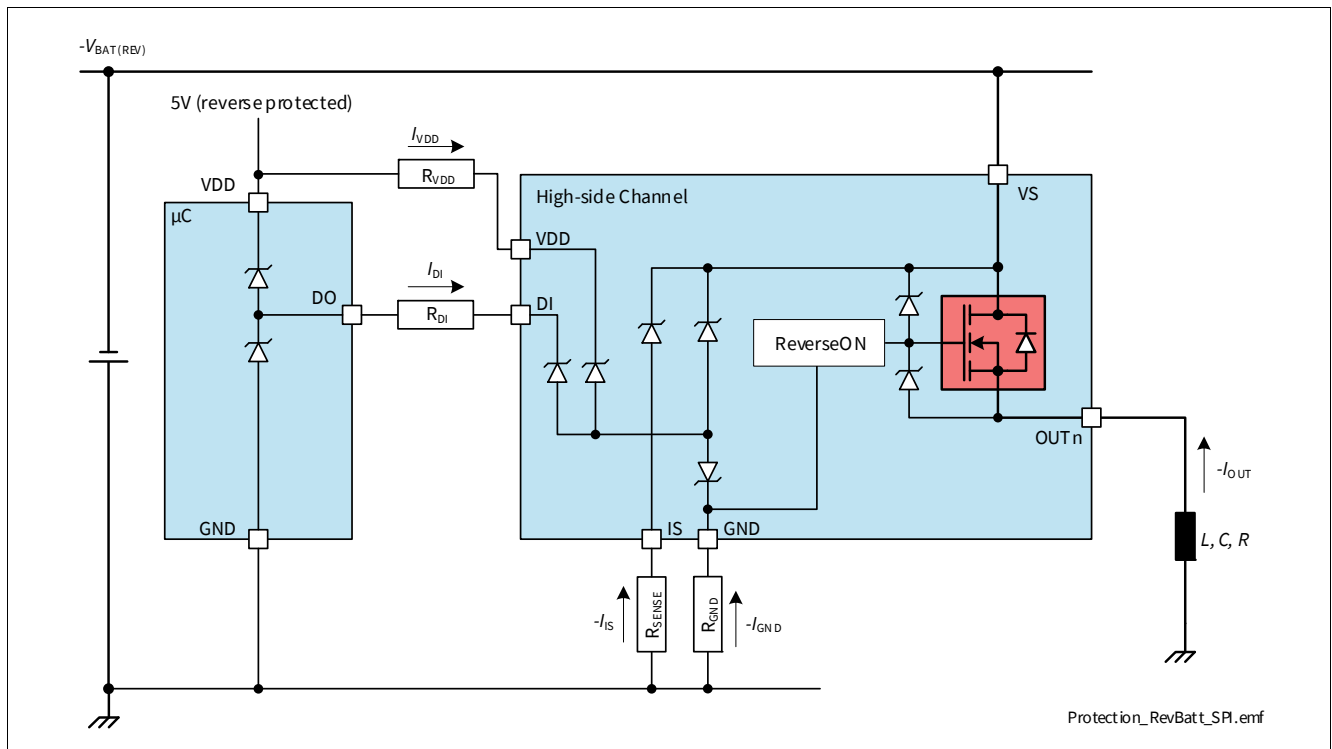 -VBAT(REV)
5V (reverse protected)
IVDD
RVDD
VDD
µC
High-side Channel
VS
VDD
IDI
DO
RDI
DI
ReverseON
OUTn
-IOUT
GND
IS
GND
L, C, R
-IIS
RSENSE
RGND
-IGND
Protection_RevBatt_SPI.emf